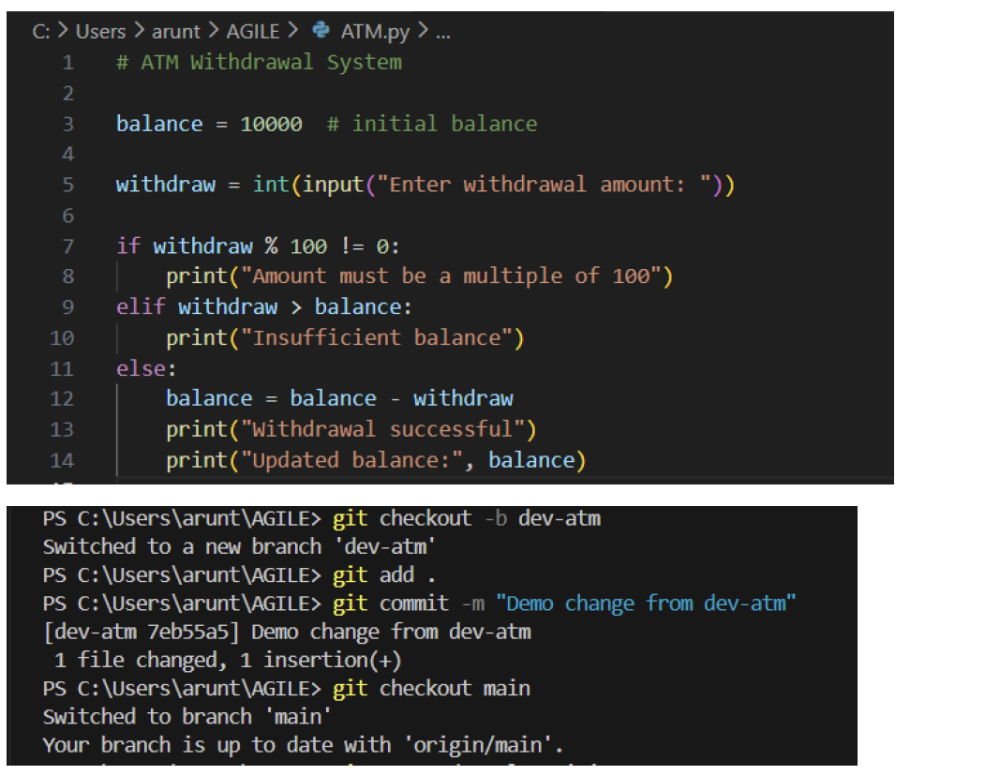 C: > Users > arunt > AGILE > ATM.py > ...
1 # ATM Withdrawal System
2
3 balance = 10000 # initial balance
4
5 withdraw = int(input("Enter withdrawal amount: "))
6
7 if withdraw % 100 != 0:
8 print("Amount must be a multiple of 100")
9 elif withdraw > balance:
10 print("Insufficient balance")
11 else:
12 balance = balance - withdraw
13 print("Withdrawal successful")
14 print("Updated balance:", balance)
PS C:\Users\arunt\AGILE> git checkout -b dev-atm
Switched to a new branch 'dev-atm'
PS C:\Users\arunt\AGILE> git add .
PS C:\Users\arunt\AGILE> git commit -m "Demo change from dev-atm"
[dev-atm 7eb55a5] Demo change from dev-atm
1 file changed, 1 insertion(+)
PS C:\Users\arunt\AGILE> git checkout main
Switched to branch 'main'
Your branch is up to date with 'origin/main'.